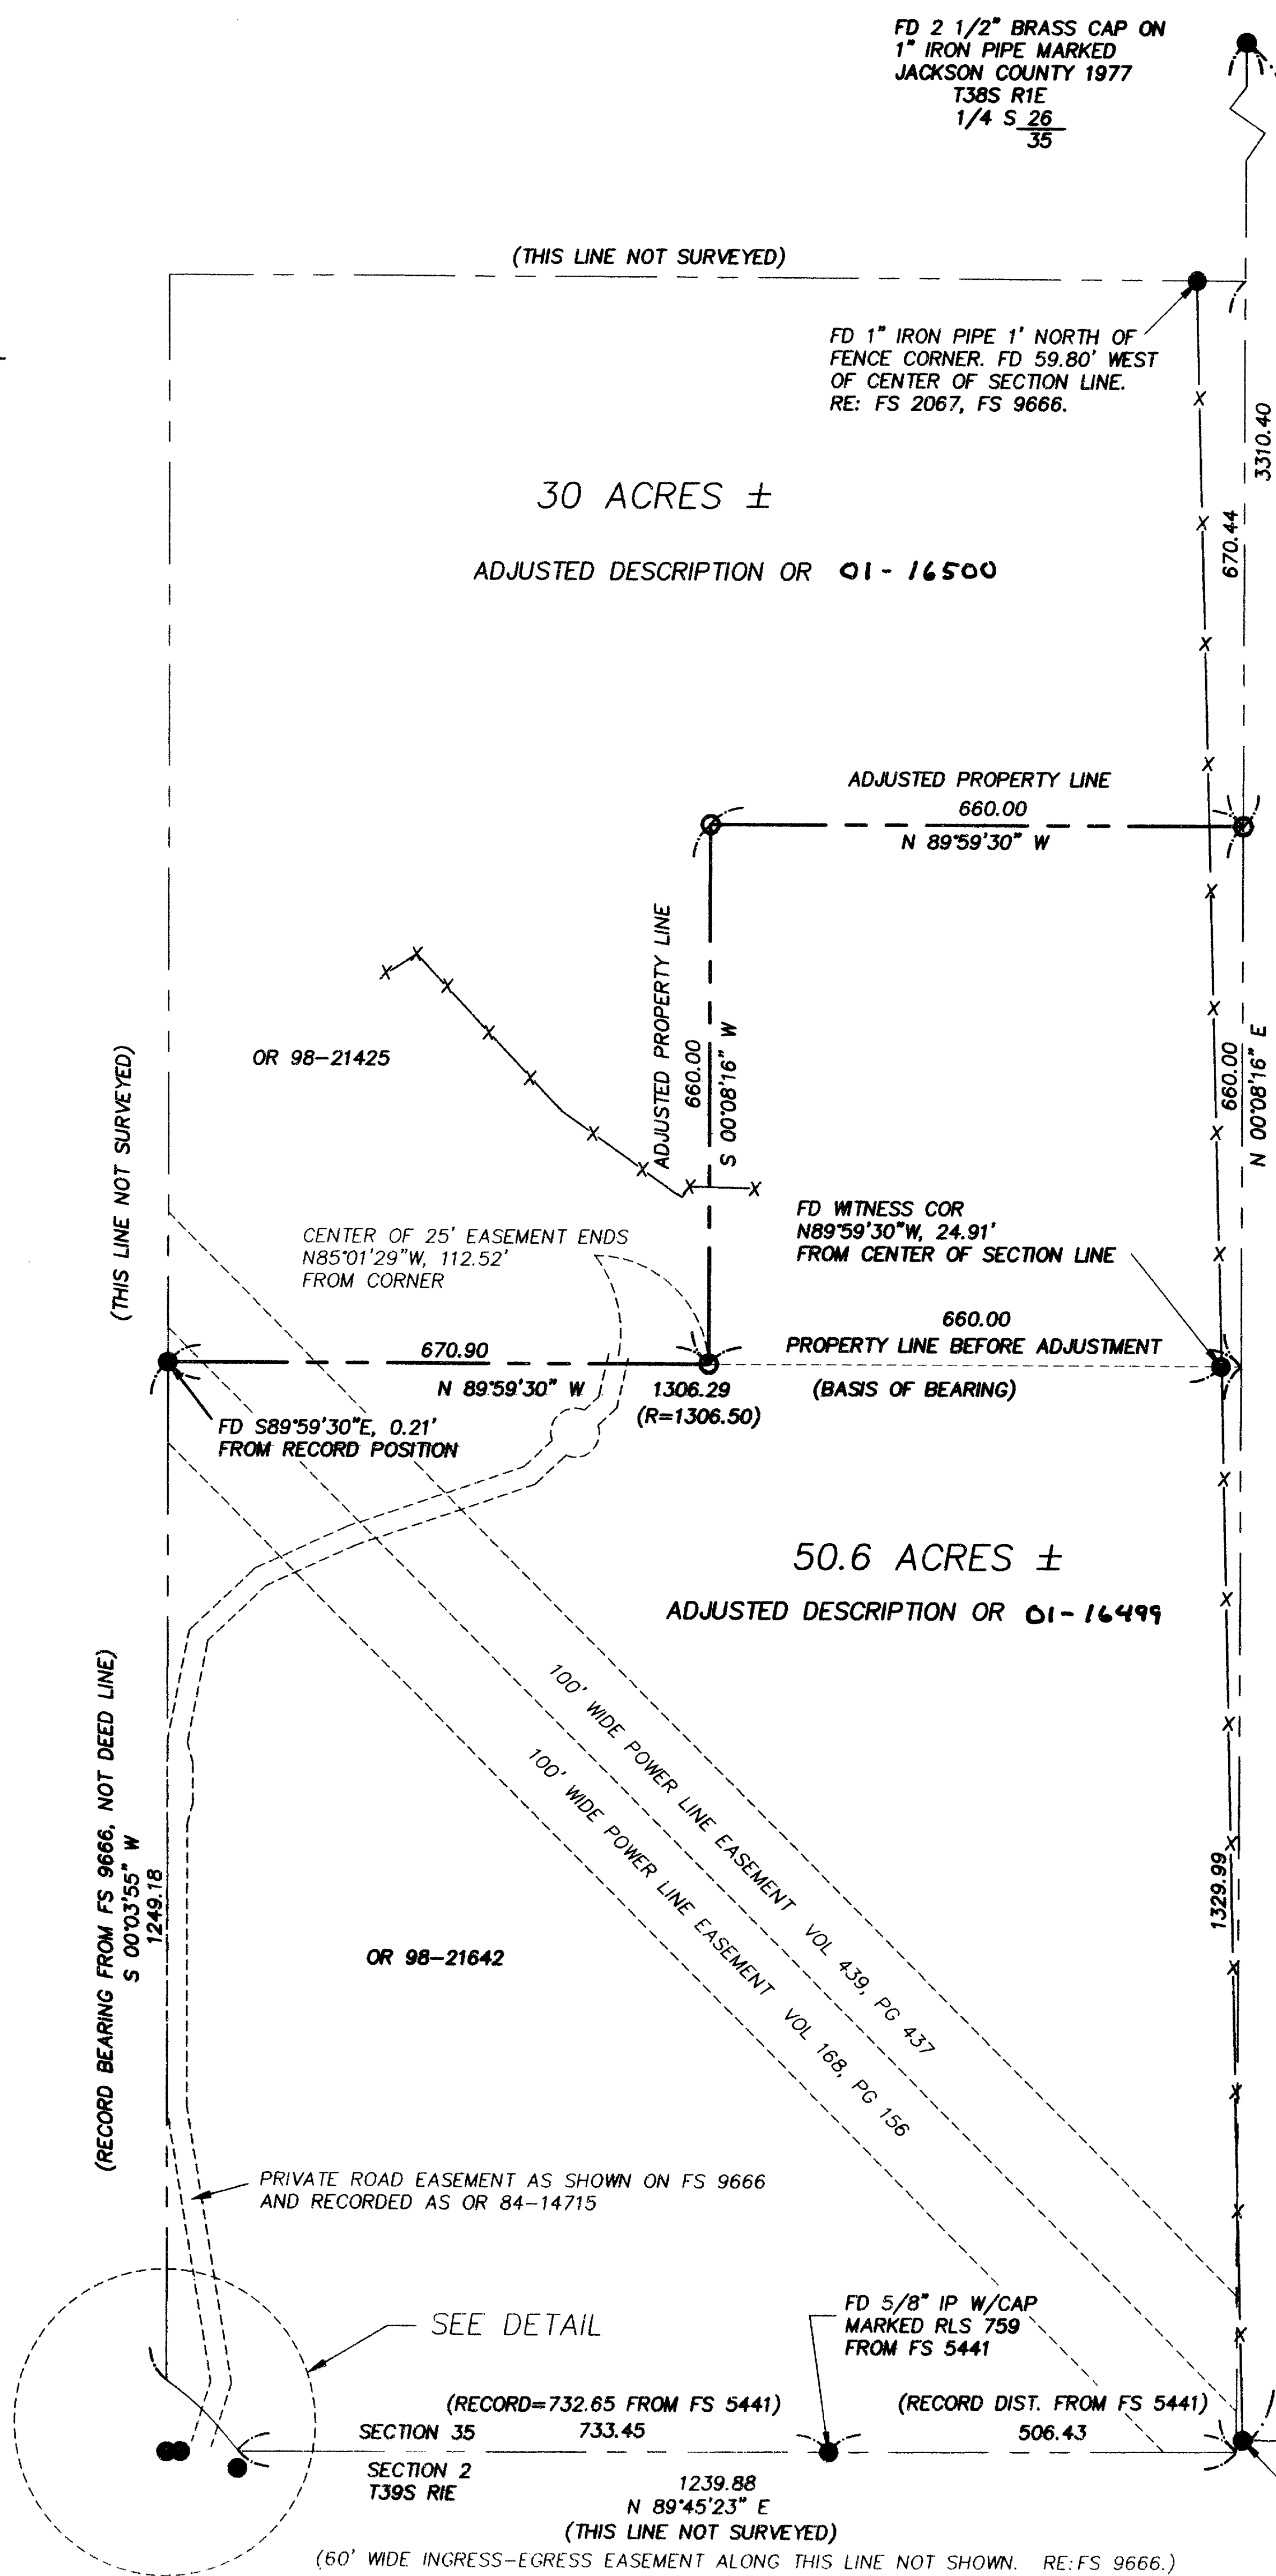 FD 2 1/2" BRASS CAP ON
1" IRON PIPE MARKED
JACKSON COUNTY 1977
T38S R1E
1/4 S 26
35
(THIS LINE NOT SURVEYED)
FD 1" IRON PIPE 1' NORTH OF
FENCE CORNER. FD 59.80' WEST
OF CENTER OF SECTION LINE.
RE: FS 2067, FS 9666.
3310.40
670.44
30 ACRES ±
ADJUSTED DESCRIPTION OR 01-16500
ADJUSTED PROPERTY LINE
660.00
N 89°59'30" W
ADJUSTED PROPERTY LINE
660.00
S 00°08'16" W
660.00
N 00°08'16" E
OR 98-21425
(THIS LINE NOT SURVEYED)
CENTER OF 25' EASEMENT ENDS
N85°01'29"W, 112.52'
FROM CORNER
FD WITNESS COR
N89°59'30"W, 24.91'
FROM CENTER OF SECTION LINE
660.00
PROPERTY LINE BEFORE ADJUSTMENT
(BASIS OF BEARING)
670.90
N 89°59'30" W
1306.29
(R=1306.50)
FD S89°59'30"E, 0.21'
FROM RECORD POSITION
50.6 ACRES ±
ADJUSTED DESCRIPTION OR 01-16499
100' WIDE POWER LINE EASEMENT VOL 439, PG 437
100' WIDE POWER LINE EASEMENT VOL 168, PG 156
(RECORD BEARING FROM FS 9666, NOT DEED LINE)
S 00°03'55" W
1249.18
1329.99
OR 98-21642
PRIVATE ROAD EASEMENT AS SHOWN ON FS 9666
AND RECORDED AS OR 84-14715
SEE DETAIL
FD 5/8" IP W/CAP
MARKED RLS 759
FROM FS 5441
(RECORD=732.65 FROM FS 5441)
(RECORD DIST. FROM FS 5441)
SECTION 35
733.45
506.43
SECTION 2
T39S RIE
1239.88
N 89°45'23" E
(THIS LINE NOT SURVEYED)
(60' WIDE INGRESS-EGRESS EASEMENT ALONG THIS LINE NOT SHOWN. RE: FS 9666.)